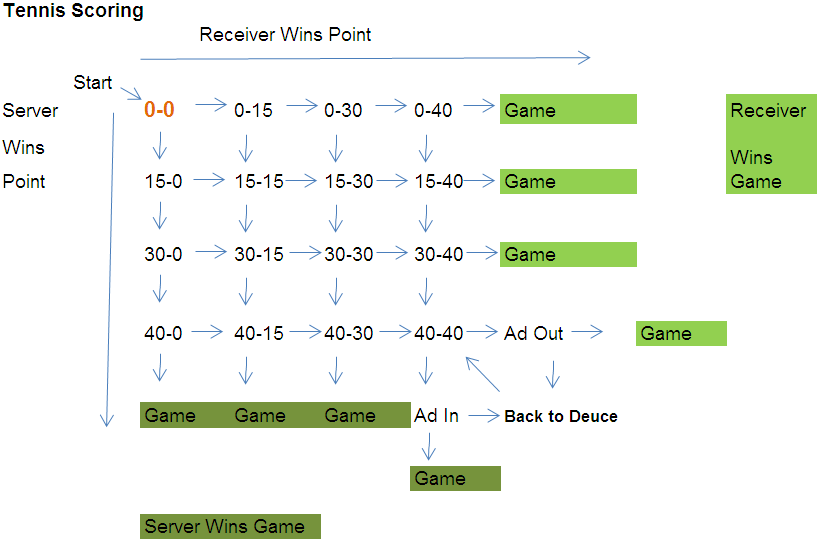 Tennis Scoring
Receiver Wins Point
Start
Server 0-0 0-15 0-30 0-40 Game Receiver
Wins Wins
Point 15-0 15-15 15-30 15-40 Game Game
30-0 30-15 30-30 30-40 Game
40-0 40-15 40-30 40-40 Ad Out Game
Game Game Game Ad In Back to Deuce
Game
Server Wins Game